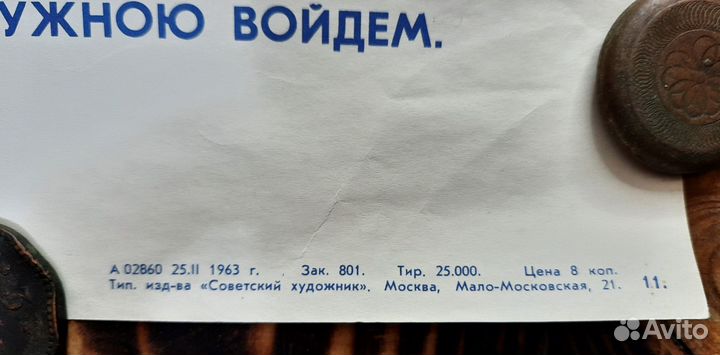 УЖНОЮ ВОЙДЕМ.
А 02860 25.II 1963 г. Зак. 801. Тир. 25.000. Цена 8 коп.
Тип. изд-ва «Советский художник». Москва, Мало-Московская, 21. 11.
Avito